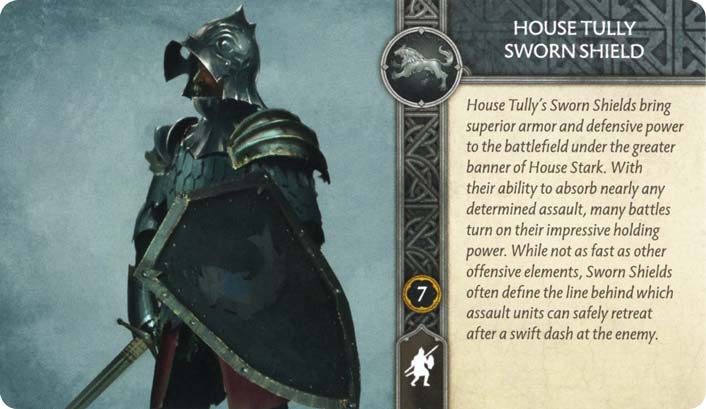 HOUSE TULLY
SWORN SHIELD
House Tully's Sworn Shields bring
superior armor and defensive power
to the battlefield under the greater
banner of House Stark. With
their ability to absorb nearly any
determined assault, many battles
turn on their impressive holding
power. While not as fast as other
offensive elements, Sworn Shields
often define the line behind which
assault units can safely retreat
after a swift dash at the enemy.
7